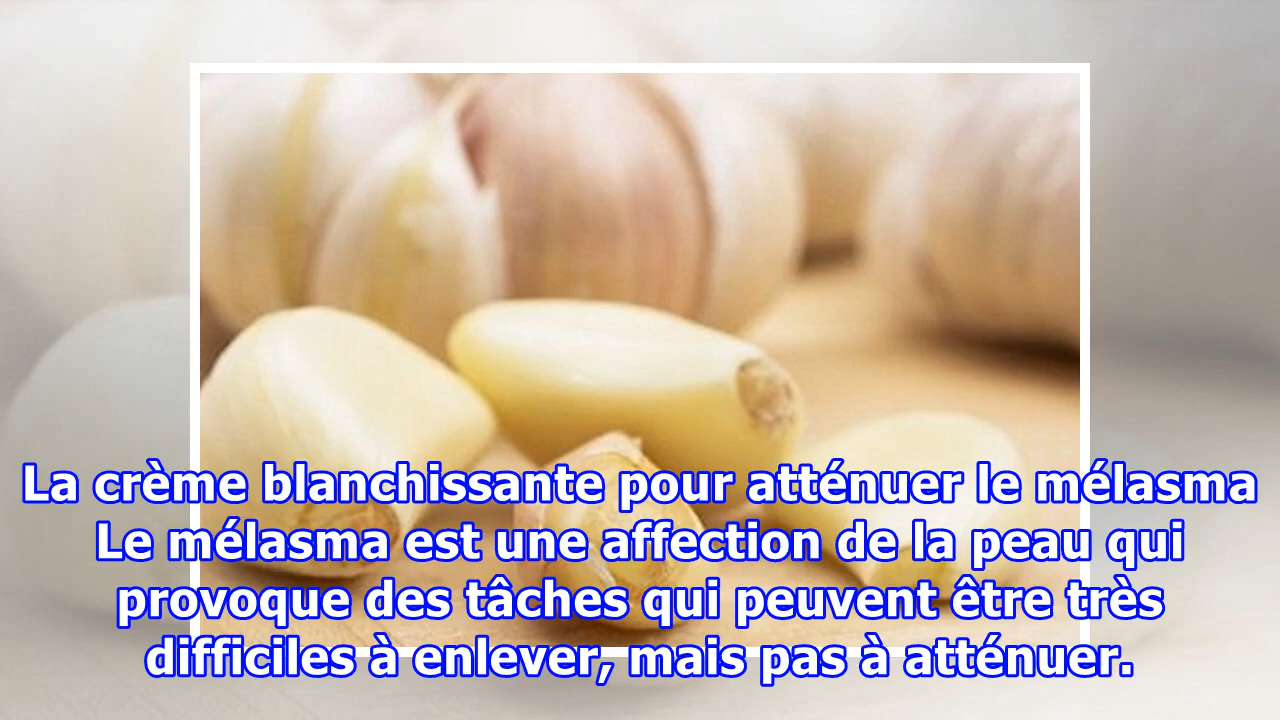 La crème blanchissante pour atténuer le mélasma
Le mélasma est une affection de la peau qui
provoque des tâches qui peuvent être très
difficiles à enlever, mais pas à atténuer.